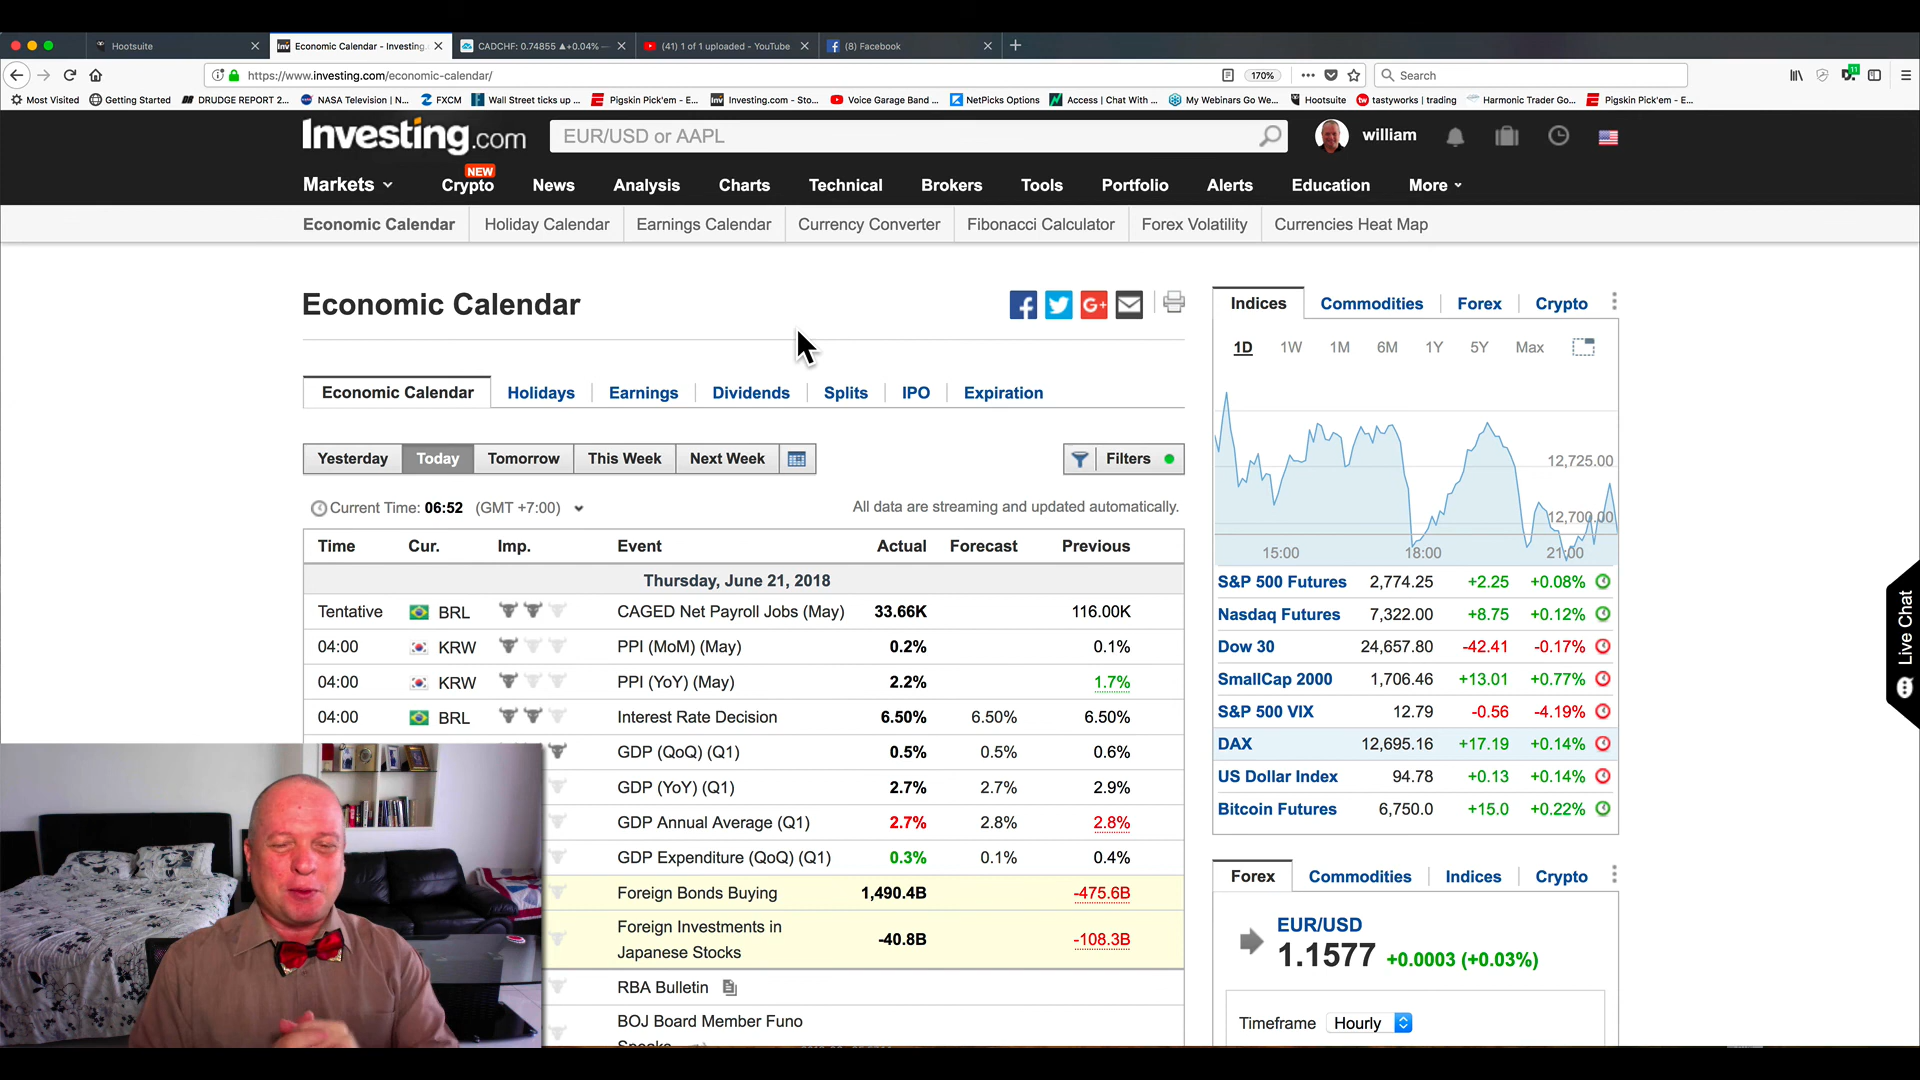 Hootsuite
Economic Calendar - Investing.
CADCHF: 0.74855 ▲+0.04% —
(41) 1 of 1 uploaded - YouTube
(8) Facebook
https://www.investing.com/economic-calendar/
170%
Search
11
Most Visited
Getting Started
DRUDGE REPORT 2...
NASA Television | N...
FXCM
Wall Street ticks up ...
Pigskin Pick'em - E...
Investing.com - Sto...
Voice Garage Band ...
NetPicks Options
Access | Chat With ...
My Webinars Go We...
Hootsuite
tastyworks | trading
Harmonic Trader Go...
Pigskin Pick'em - E...
Investing.com
EUR/USD or AAPL
william
NEW
Markets
Crypto
News
Analysis
Charts
Technical
Brokers
Tools
Portfolio
Alerts
Education
More
Economic Calendar
Holiday Calendar
Earnings Calendar
Currency Converter
Fibonacci Calculator
Forex Volatility
Currencies Heat Map
Economic Calendar
Economic Calendar
Holidays
Earnings
Dividends
Splits
IPO
Expiration
Yesterday
Today
Tomorrow
This Week
Next Week
Filters
Current Time: 06:52 (GMT +7:00)
All data are streaming and updated automatically.
Time Cur. Imp. Event Actual Forecast Previous
Thursday, June 21, 2018
Tentative BRL CAGED Net Payroll Jobs (May) 33.66K 116.00K
04:00 KRW PPI (MoM) (May) 0.2% 0.1%
04:00 KRW PPI (YoY) (May) 2.2% 1.7%
04:00 BRL Interest Rate Decision 6.50% 6.50% 6.50%
GDP (QoQ) (Q1) 0.5% 0.5% 0.6%
GDP (YoY) (Q1) 2.7% 2.7% 2.9%
GDP Annual Average (Q1) 2.7% 2.8% 2.8%
GDP Expenditure (QoQ) (Q1) 0.3% 0.1% 0.4%
Foreign Bonds Buying 1,490.4B -475.6B
Foreign Investments in
Japanese Stocks -40.8B -108.3B
RBA Bulletin
BOJ Board Member Funo
Speaks
Indices Commodities Forex Crypto
1D 1W 1M 6M 1Y 5Y Max
12,725.00
12,700.00
15:00 18:00 21:00
S&P 500 Futures 2,774.25 +2.25 +0.08%
Nasdaq Futures 7,322.00 +8.75 +0.12%
Dow 30 24,657.80 -42.41 -0.17%
SmallCap 2000 1,706.46 +13.01 +0.77%
S&P 500 VIX 12.79 -0.56 -4.19%
DAX 12,695.16 +17.19 +0.14%
US Dollar Index 94.78 +0.13 +0.14%
Bitcoin Futures 6,750.0 +15.0 +0.22%
Forex Commodities Indices Crypto
EUR/USD
1.1577 +0.0003 (+0.03%)
Timeframe Hourly
Live Chat